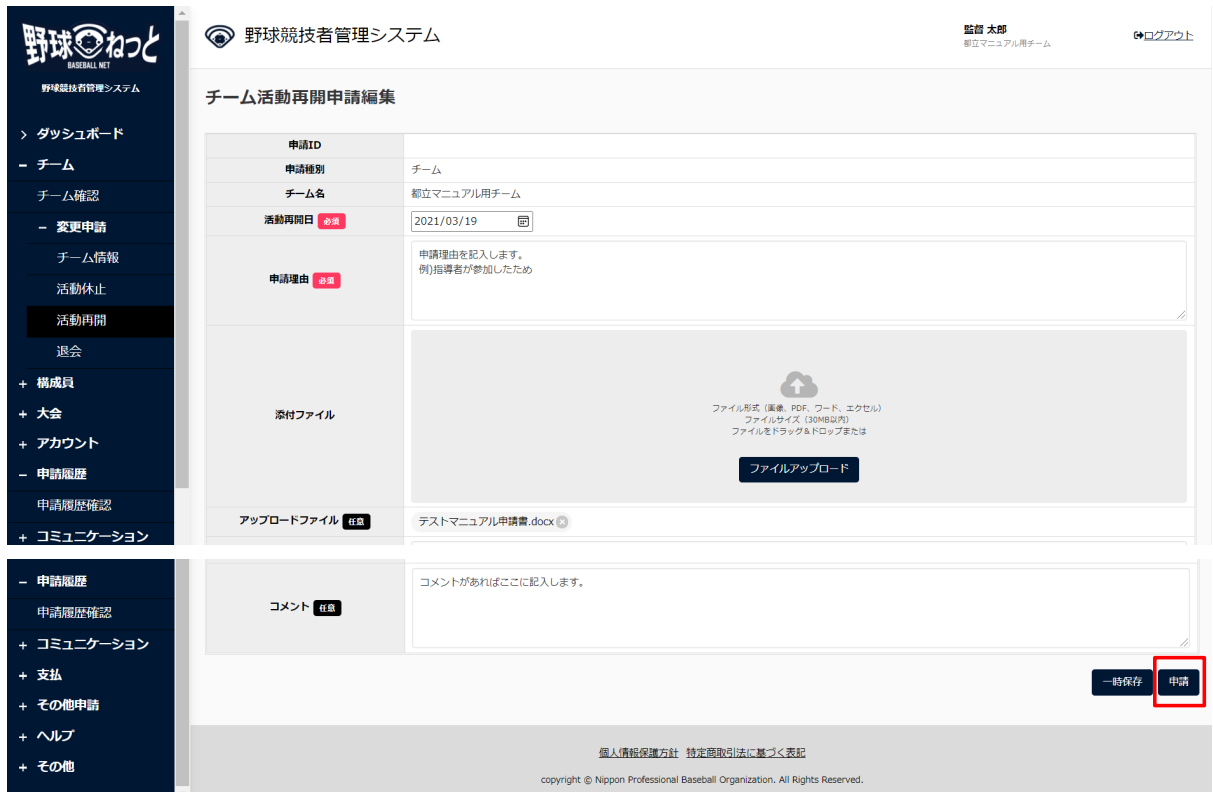 野球ねっと
BASEBALL NET
野球競技者管理システム
> ダッシュボード
− チーム
チーム確認
− 変更申請
チーム情報
活動休止
活動再開
退会
+ 構成員
+ 大会
+ アカウント
− 申請履歴
申請履歴確認
+ コミュニケーション
野球競技者管理システム
監督 太郎
都立マニュアル用チーム
ログアウト
チーム活動再開申請編集
申請ID
申請種別 チーム
チーム名 都立マニュアル用チーム
活動再開日 必須 2021/03/19
申請理由 必須
申請理由を記入します。
例)指導者が参加したため
添付ファイル
ファイル形式（画像、PDF、ワード、エクセル）
ファイルサイズ（30MB以内）
ファイルをドラッグ&ドロップまたは
ファイルアップロード
アップロードファイル 任意 テストマニュアル申請書.docx
− 申請履歴
申請履歴確認
+ コミュニケーション
+ 支払
+ その他申請
+ ヘルプ
+ その他
コメント 任意
コメントがあればここに記入します。
一時保存 申請
個人情報保護方針 特定商取引法に基づく表記
copyright © Nippon Professional Baseball Organization. All Rights Reserved.